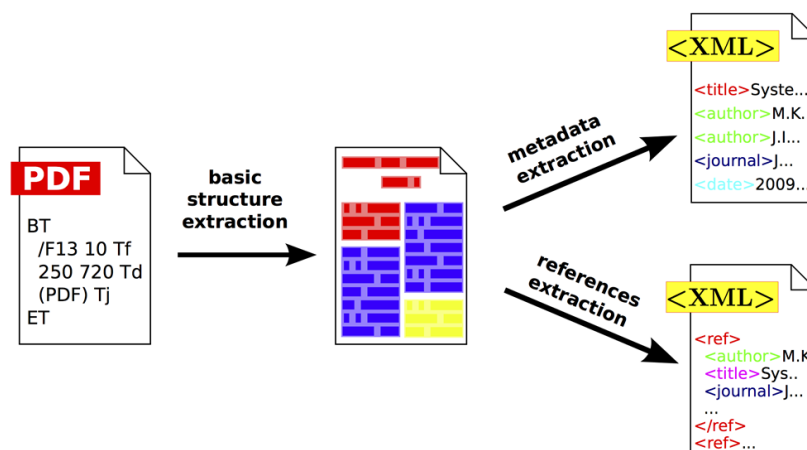 PDF
BT
/F13 10 Tf
250 720 Td
(PDF) Tj
ET
basic
structure
extraction
metadata
extraction
<XML>
<title>Syste...
<author>M.K.
<author>J.I...
<journal>J...
<date>2009...
references
extraction
<XML>
<ref>
<author>M.K
<title>Sys..
<journal>J...
...
</ref>
<ref>...